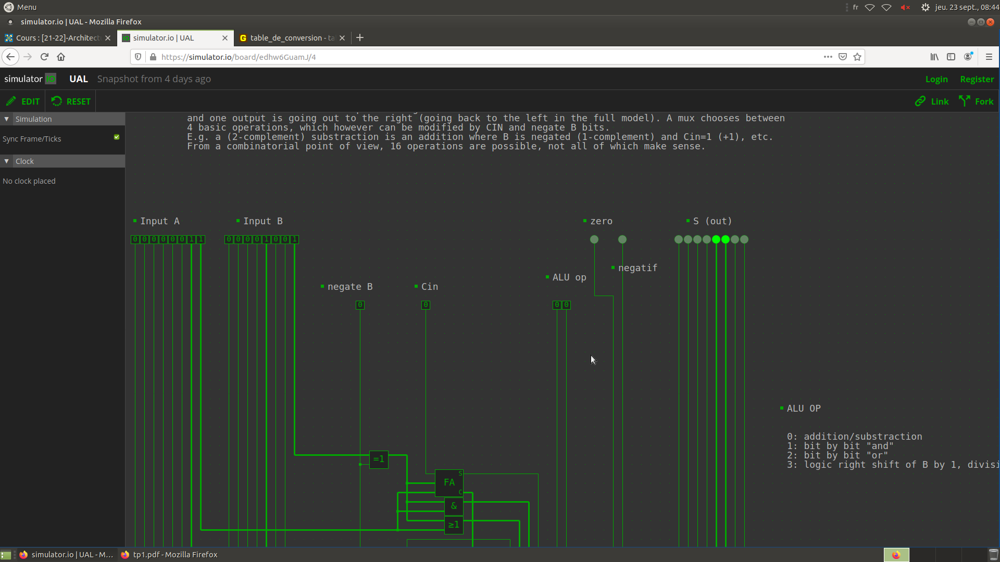 Menu
fr
jeu. 23 sept., 08:44
simulator.io | UAL - Mozilla Firefox
Cours : [21-22]-Architect
simulator.io | UAL
table_de_conversion - ta
https://simulator.io/board/edhw6GuamJ/4
simulator IO UAL Snapshot from 4 days ago
Login Register
EDIT RESET
Link Fork
Simulation
Sync Frame/Ticks
Clock
No clock placed
and one output is going out to the right (going back to the left in the full model). A mux chooses between
4 basic operations, which however can be modified by CIN and negate B bits.
E.g. a (2-complement) substraction is an addition where B is negated (1-complement) and Cin=1 (+1), etc.
From a combinatorial point of view, 16 operations are possible, not all of which make sense.
Input A Input B zero S (out)
0 0 0 0 0 0 1 1 0 0 0 0 1 0 0 1
negatif
ALU op
negate B Cin
0 0 0 0
ALU OP
0: addition/substraction
1: bit by bit "and"
2: bit by bit "or"
3: logic right shift of B by 1, divisi
=1
S
FA
C
&
≥1
simulator.io | UAL - M...
tp1.pdf - Mozilla Firefox